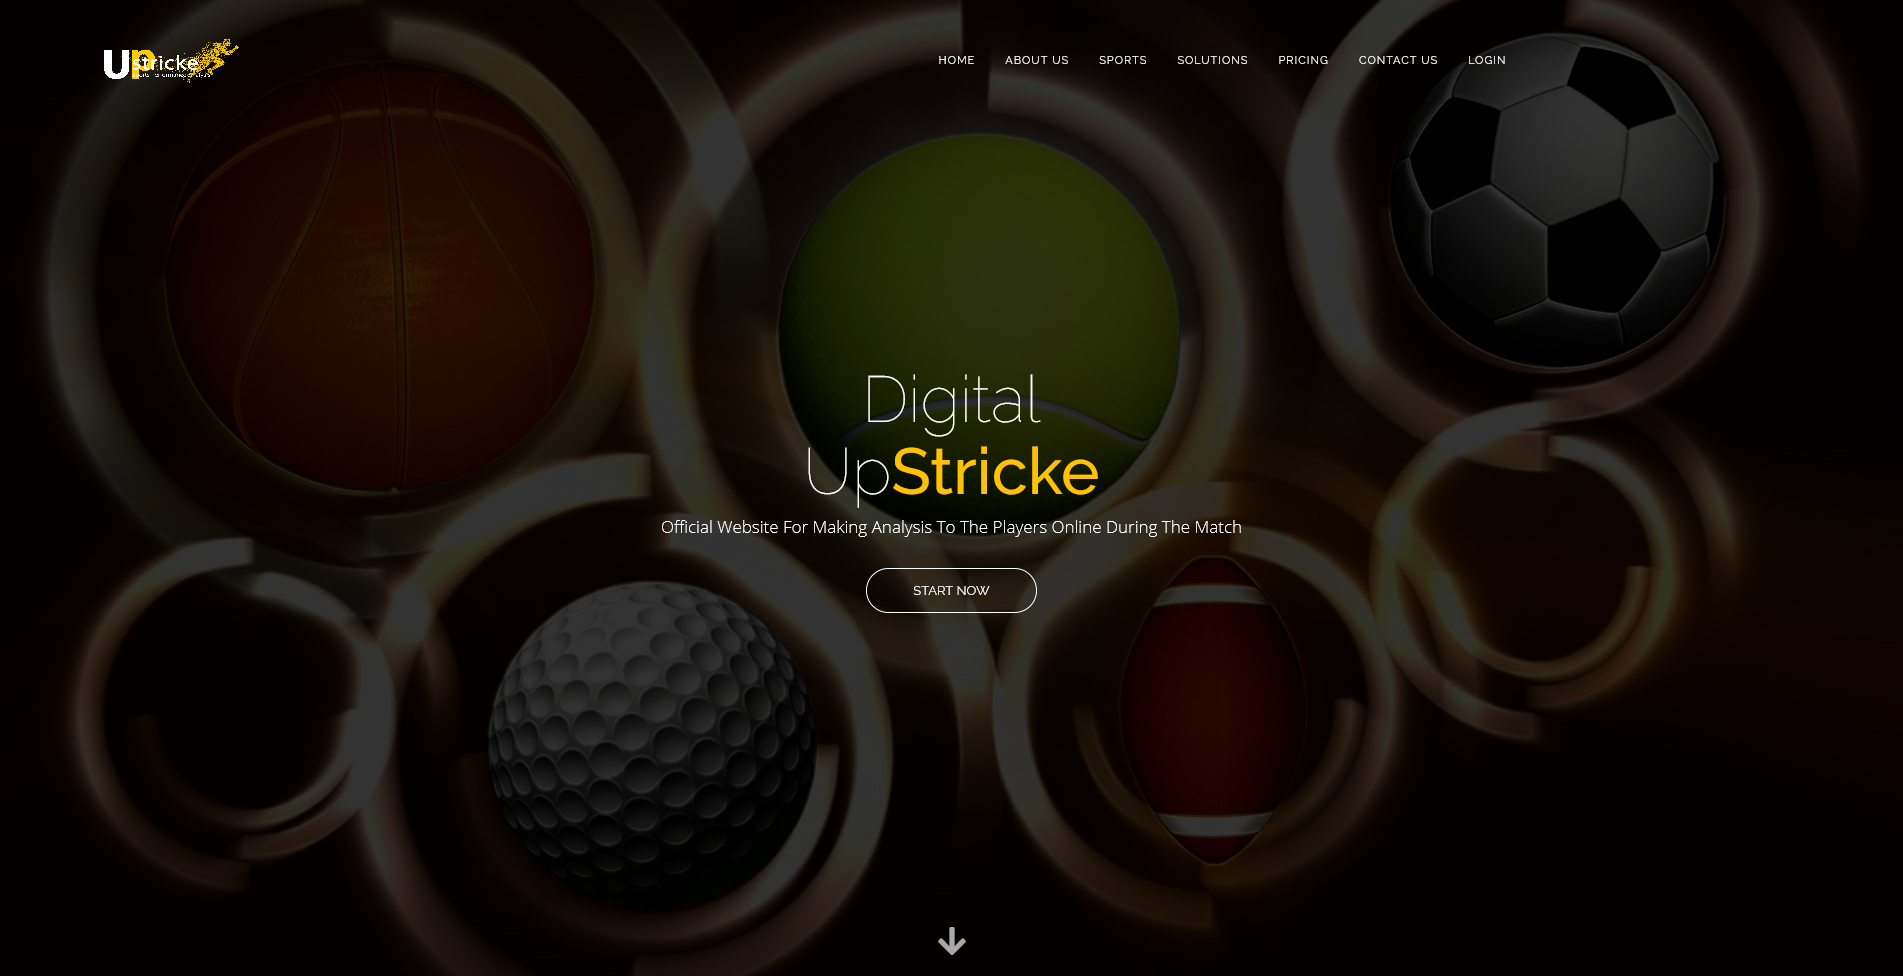 Upstricke
HOME ABOUT US SPORTS SOLUTIONS PRICING CONTACT US LOGIN
Digital
UpStricke
Official Website For Making Analysis To The Players Online During The Match
START NOW